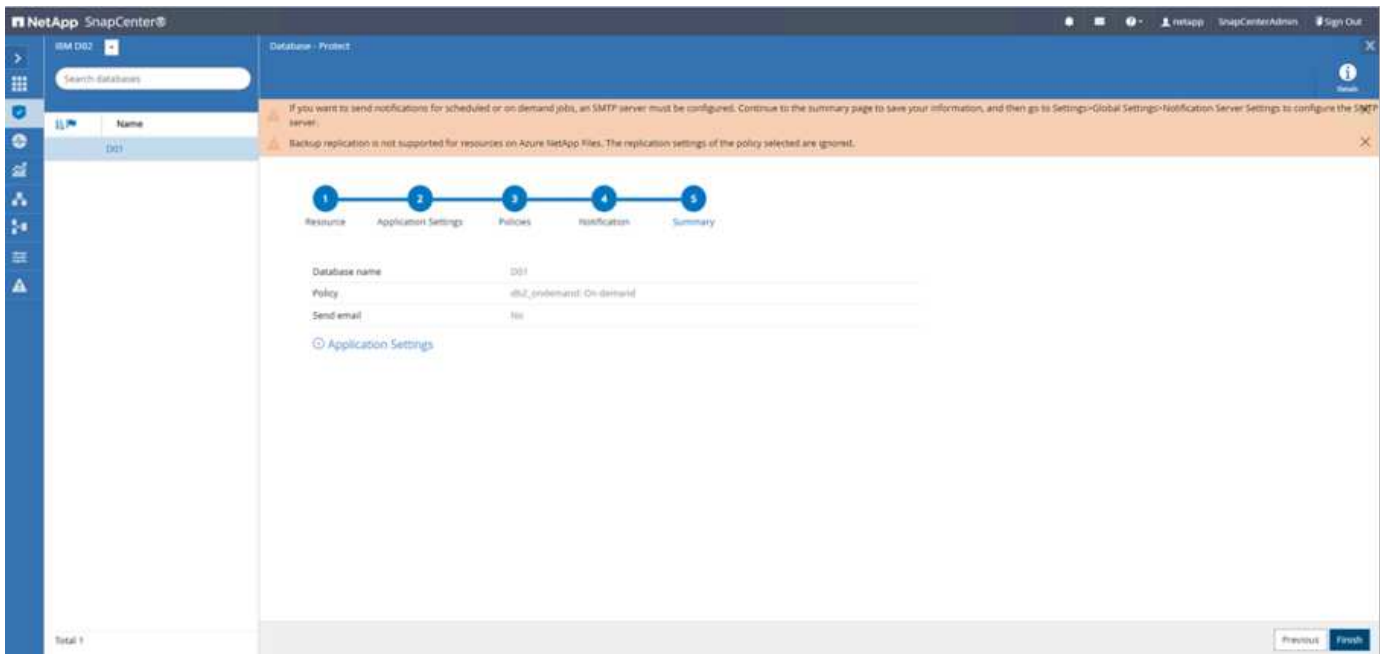 NetApp SnapCenter®
netapp SnapCenterAdmin Sign Out
IBM DB2
Database - Protect
Search databases
Details
If you want to send notifications for scheduled or on demand jobs, an SMTP server must be configured. Continue to the summary page to save your information, and then go to Settings>Global Settings>Notification Server Settings to configure the SMTP
server.
Name
Backup replication is not supported for resources on Azure NetApp Files. The replication settings of the policy selected are ignored.
D01
1 2 3 4 5
Resource Application Settings Policies Notification Summary
Database name D01
Policy db2_ondemand: On-demand
Send email No
Application Settings
Total 1
Previous Finish